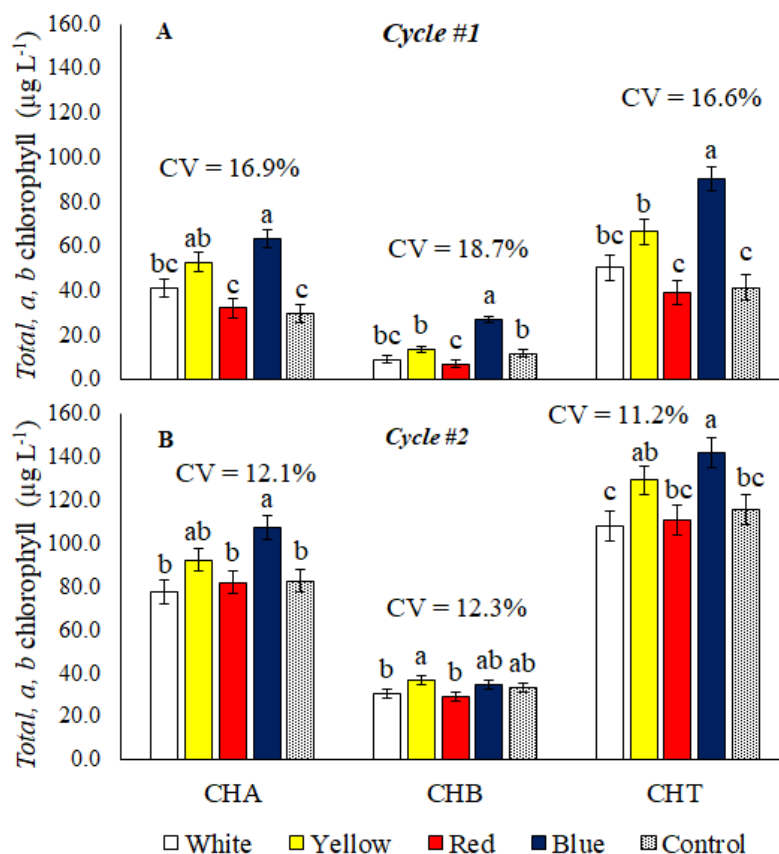 Total, a, b chlorophyll (µg L-1)
160.0
140.0
120.0
100.0
80.0
60.0
40.0
20.0
0.0
A
Cycle #1
CV = 16.9%
bc
ab
c
a
c
CV = 18.7%
bc
b
c
a
b
CV = 16.6%
bc
b
c
a
c
Total, a, b chlorophyll (µg L-1)
160.0
140.0
120.0
100.0
80.0
60.0
40.0
20.0
0.0
B
Cycle #2
CV = 12.1%
b
ab
b
a
b
CV = 12.3%
b
a
b
ab
ab
CV = 11.2%
c
ab
bc
a
bc
CHA CHB CHT
White Yellow Red Blue Control